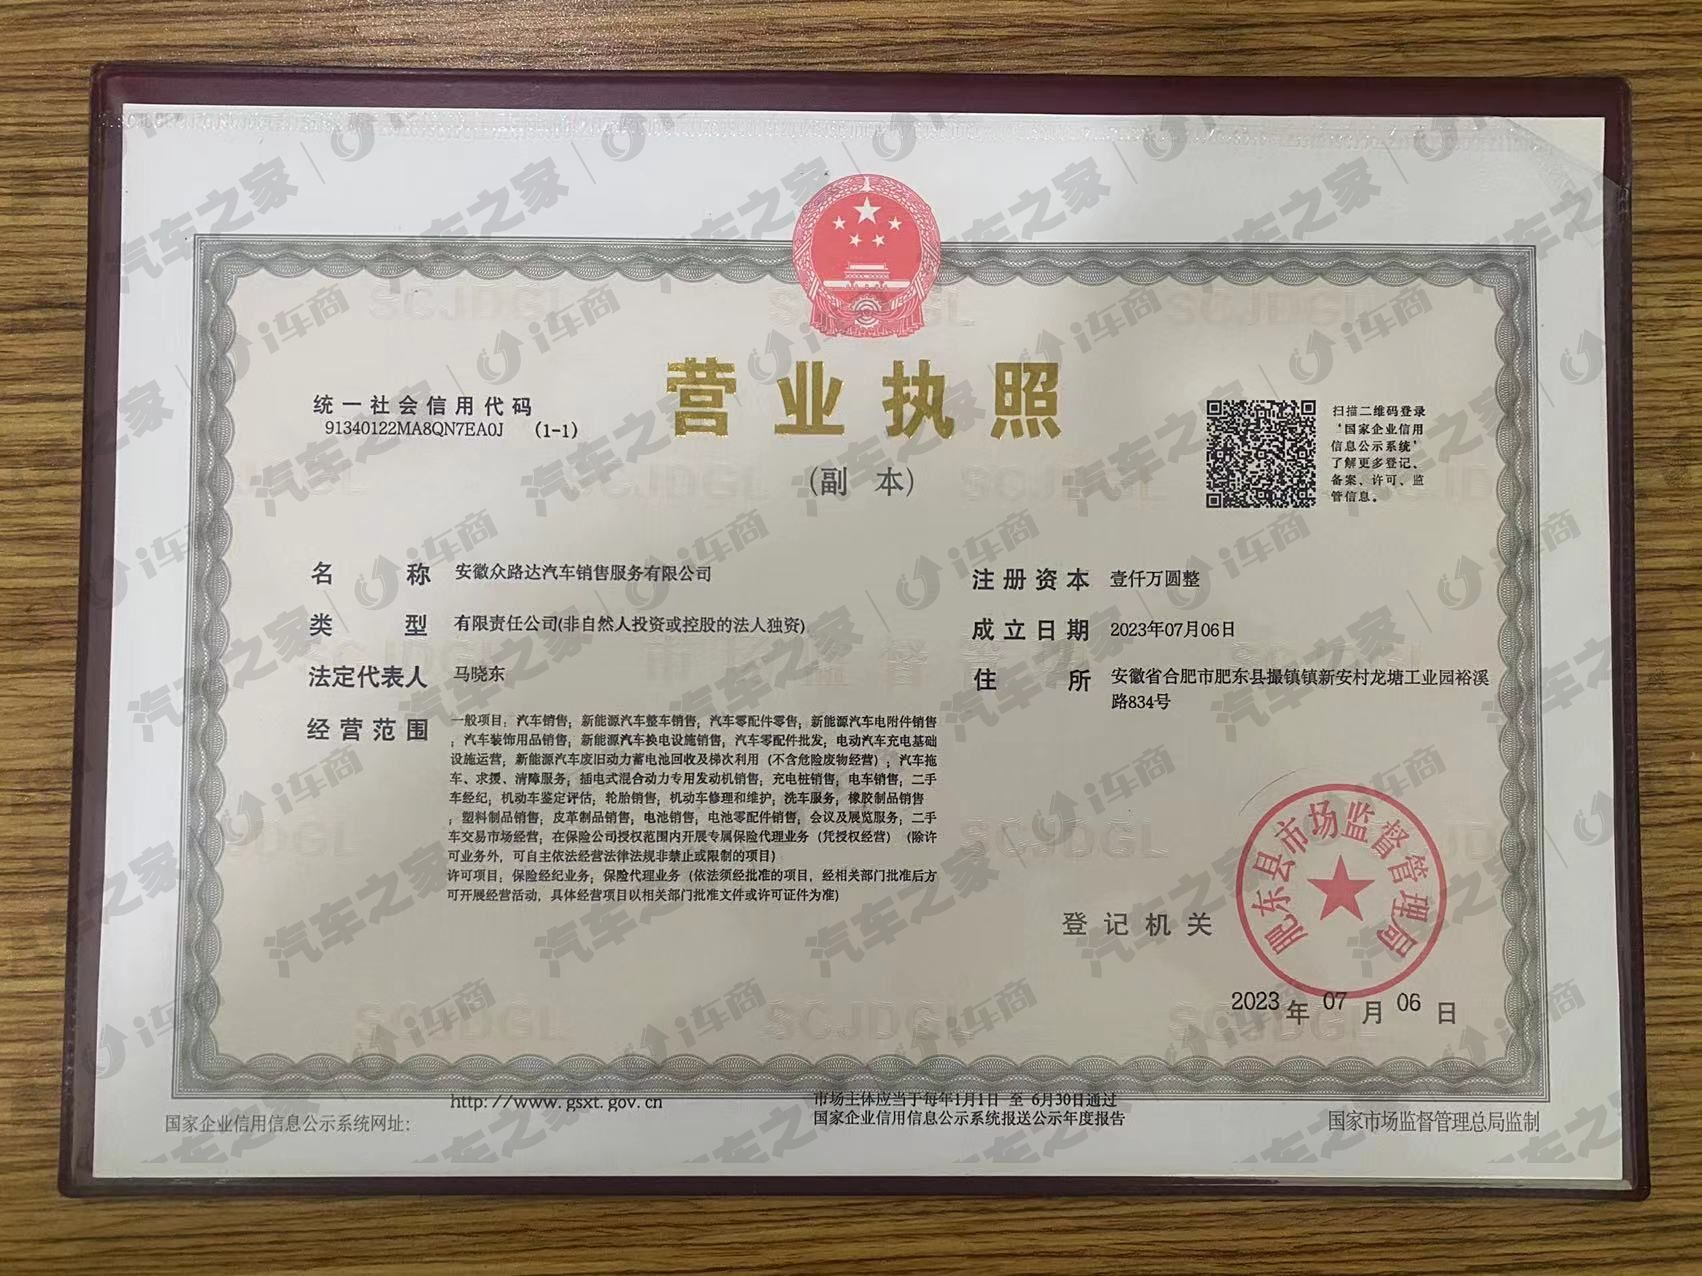 营业执照
(副 本)
统一社会信用代码
91340122MA8QN7EA0J (1-1)
扫描二维码登录
‘国家企业信用
信息公示系统’
了解更多登记、
备案、许可、监
管信息。
名 称 安徽众路达汽车销售服务有限公司
类 型 有限责任公司(非自然人投资或控股的法人独资)
法定代表人 马晓东
经营范围 一般项目：汽车销售；新能源汽车整车销售；汽车零配件零售；新能源汽车电附件销售
；汽车装饰用品销售；新能源汽车换电设施销售；汽车零配件批发；电动汽车充电基础
设施运营；新能源汽车废旧动力蓄电池回收及梯次利用（不含危险废物经营）；汽车拖
车、求援、清障服务；插电式混合动力专用发动机销售；充电桩销售；电车销售；二手
车经纪；机动车鉴定评估；轮胎销售；机动车修理和维护；洗车服务；橡胶制品销售
；塑料制品销售；皮革制品销售；电池销售；电池零配件销售；会议及展览服务；二手
车交易市场经营；在保险公司授权范围内开展专属保险代理业务（凭授权经营）（除许
可业务外，可自主依法经营法律法规非禁止或限制的项目）
许可项目：保险经纪业务；保险代理业务（依法须经批准的项目，经相关部门批准后方
可开展经营活动，具体经营项目以相关部门批准文件或许可证件为准）
注册资本 壹仟万圆整
成立日期 2023年07月06日
住 所 安徽省合肥市肥东县撮镇镇新安村龙塘工业园裕溪
路834号
登记机关
肥东县市场监督管理局
2023年07月06日
国家企业信用信息公示系统网址：
http://www.gsxt.gov.cn
市场主体应当于每年1月1日 至 6月30日通过
国家企业信用信息公示系统报送公示年度报告
国家市场监督管理总局监制
汽车之家
i车商
SCJDGL